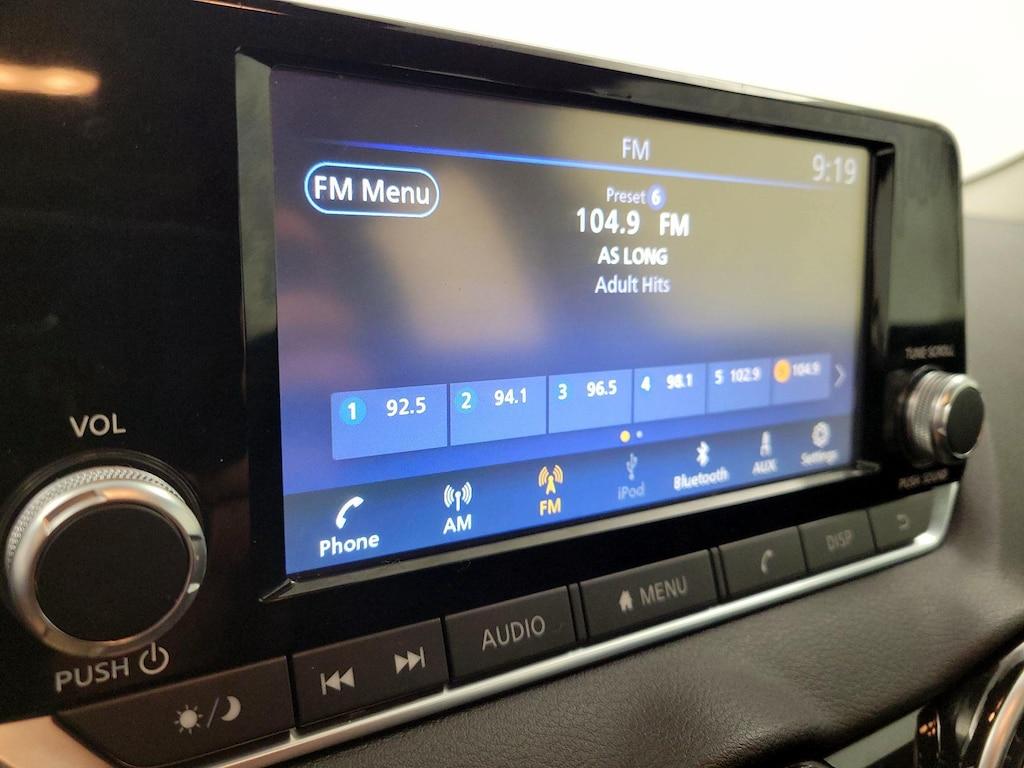 FM
9:19
FM Menu
Preset 6
104.9 FM
AS LONG
Adult Hits
1 92.5
2 94.1
3 96.5
4 98.1
5 102.9
104.9
Phone
AM
FM
iPod
Bluetooth
AUX
Settings
VOL
PUSH
TUNE·SCROLL
PUSH SOUND
AUDIO
MENU
DISP